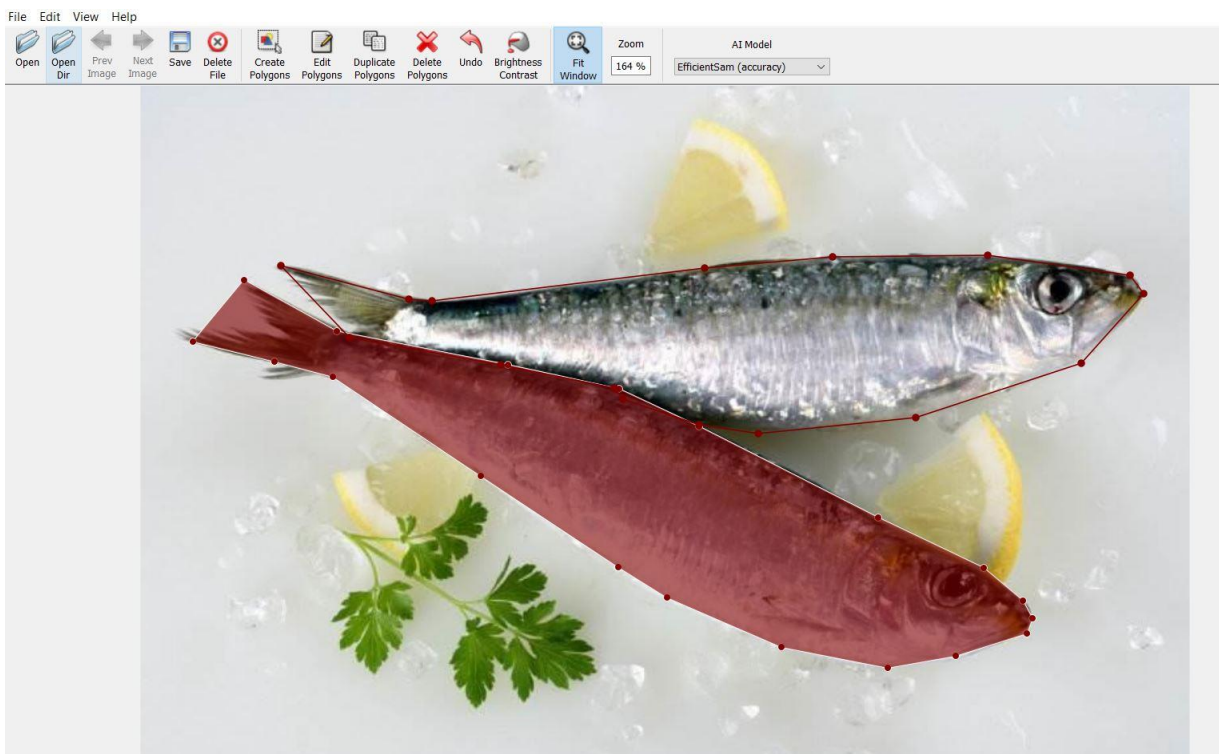 File Edit View Help
Open
Open Dir
Prev Image
Next Image
Save
Delete File
Create Polygons
Edit Polygons
Duplicate Polygons
Delete Polygons
Undo
Brightness Contrast
Fit Window
Zoom
164 %
AI Model
EfficientSam (accuracy)